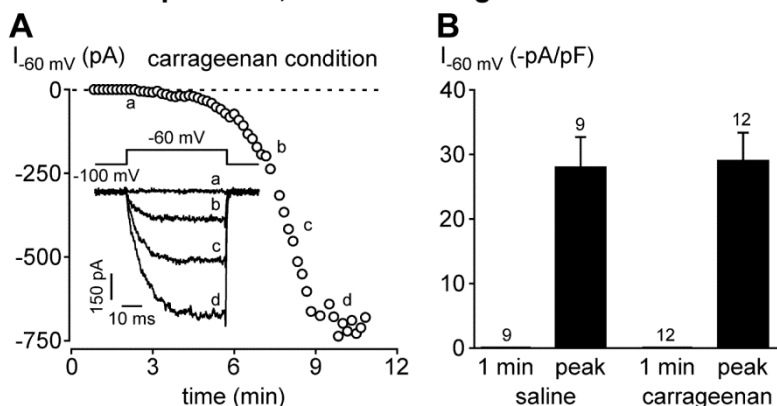 A
I-60 mV (pA) carrageenan condition
0
-250
-500
-750
0 3 6 9 12
time (min)
a
b
c
d
-60 mV
-100 mV
a
b
c
d
150 pA
10 ms
B
I-60 mV (-pA/pF)
40
30
20
10
0
9 9 12 12
1 min peak 1 min peak
saline carrageenan